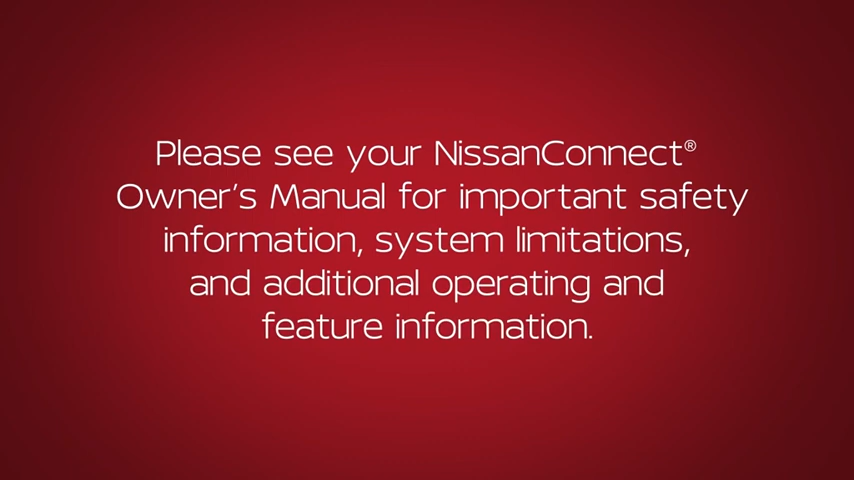 Please see your NissanConnect®
Owner's Manual for important safety
information, system limitations,
and additional operating and
feature information.